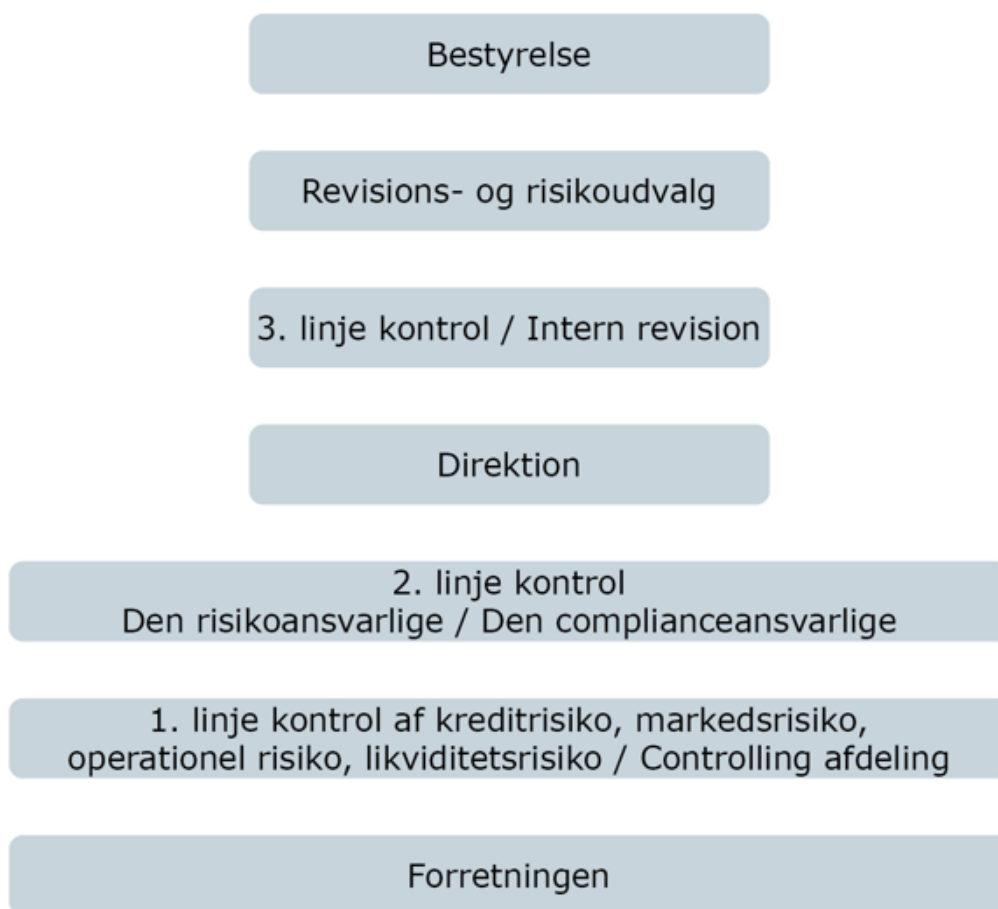 Bestyrelse
Revisions- og risikoudvalg
3. linje kontrol / Intern revision
Direktion
2. linje kontrol
Den risikoansvarlige / Den complianceansvarlige
1. linje kontrol af kreditrisiko, markedsrisiko,
operationel risiko, likviditetsrisiko / Controlling afdeling
Forretningen